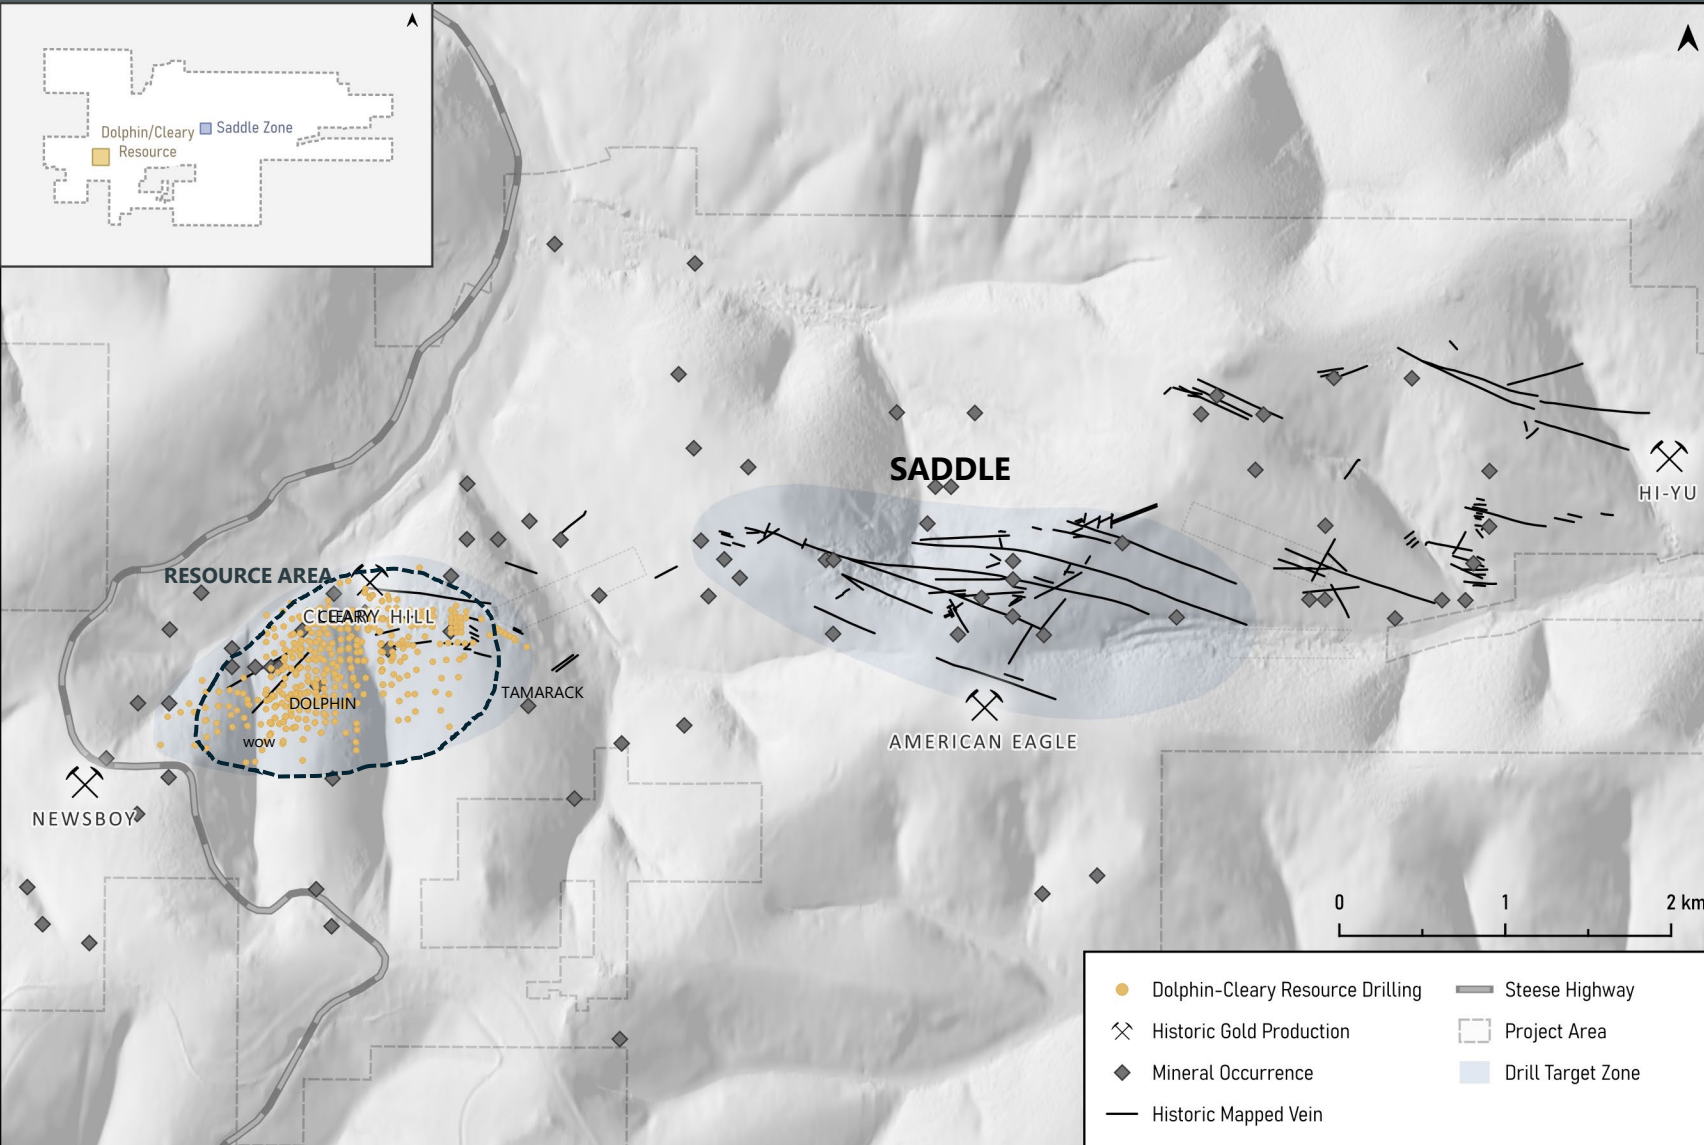 Dolphin/Cleary
Resource
Saddle Zone
SADDLE
HI-YU
RESOURCE AREA
CLEARY HILL
CLEARY
DOLPHIN
TAMARACK
WOW
AMERICAN EAGLE
NEWSBOY
0 1 2 km
Dolphin-Cleary Resource Drilling
Historic Gold Production
Mineral Occurrence
Historic Mapped Vein
Steese Highway
Project Area
Drill Target Zone